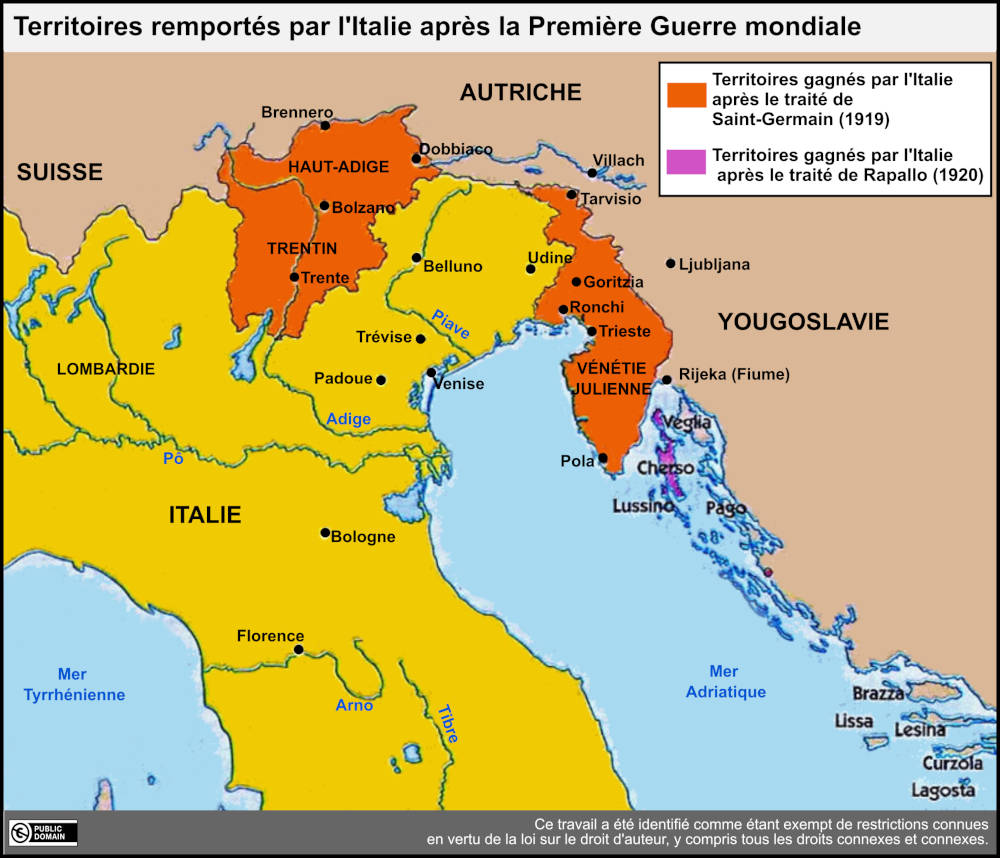 Territoires remportés par l'Italie après la Première Guerre mondiale
Territoires gagnés par l'Italie
après le traité de
Saint-Germain (1919)
Territoires gagnés par l'Italie
après le traité de Rapallo (1920)
AUTRICHE
Brennero
Dobbiaco
Villach
SUISSE
HAUT-ADIGE
Tarvisio
Bolzano
TRENTIN
Trente
Belluno
Udine
Ljubljana
Goritzia
Ronchi
YOUGOSLAVIE
Piave
Trieste
Trévise
LOMBARDIE
VÉNÉTIE
JULIENNE
Padoue
Venise
Rijeka (Fiume)
Adige
Veglia
Pô
Pola
Cherso
Lussino
Pago
ITALIE
Bologne
Florence
Mer
Tyrrhénienne
Arno
Tibre
Mer
Adriatique
Brazza
Lissa
Lesina
Curzola
Lagosta
PUBLIC
DOMAIN
Ce travail a été identifié comme étant exempt de restrictions connues
en vertu de la loi sur le droit d'auteur, y compris tous les droits connexes et connexes.